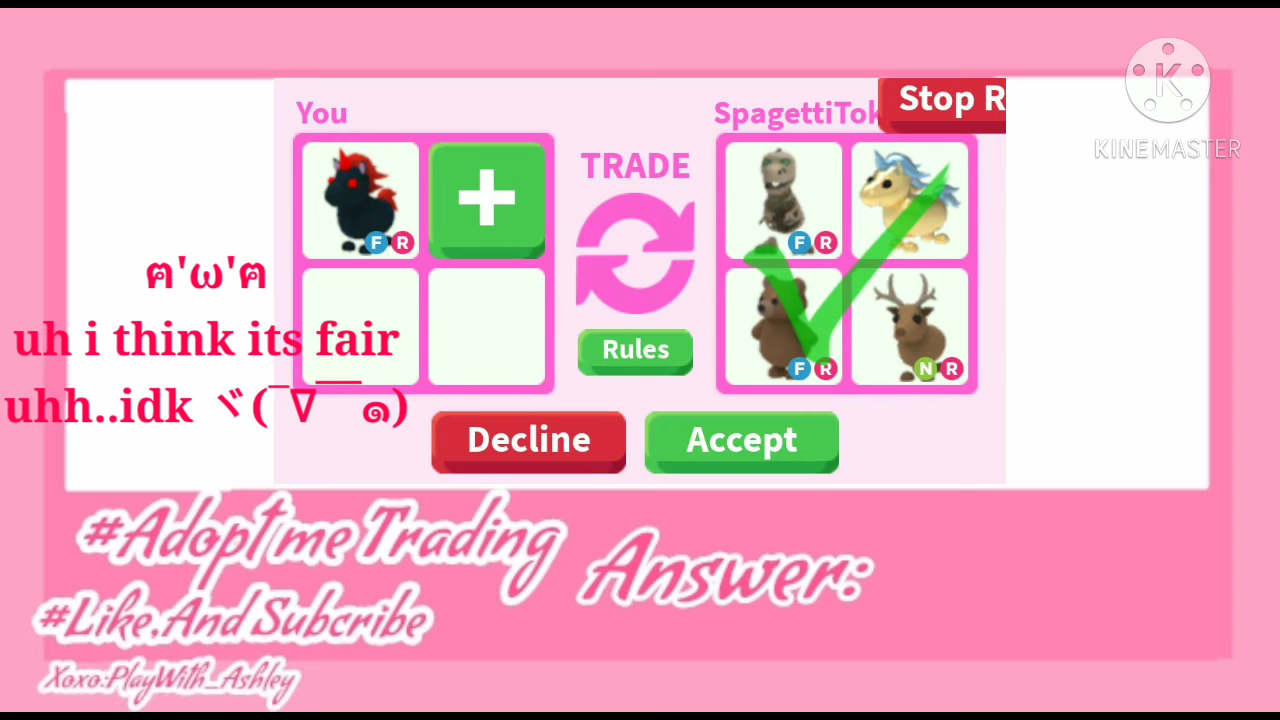 You
SpagettiTok
Stop R
TRADE
F R
F R
F R
N R
Rules
Decline
Accept
K
KINEMASTER
ฅ'ω'ฅ
uh i think its fair
uhh..idk ヾ(¯∇ ̄๑)
#Adopt me Trading
Answer:
#Like,And Subcribe
Xoxo:PlayWith_Ashley